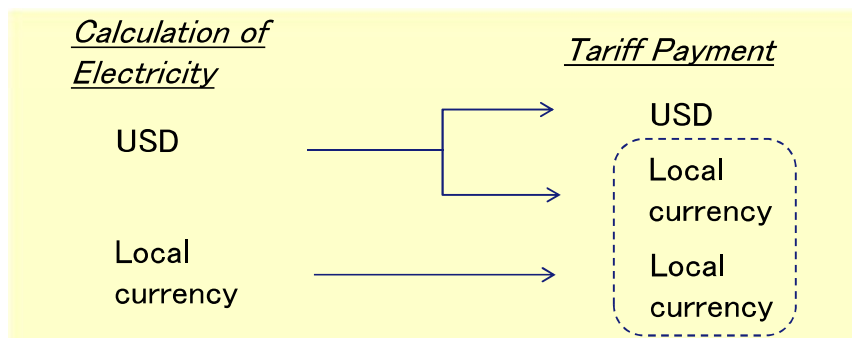 Calculation of
Electricity
Tariff Payment
USD
USD
Local
currency
Local
currency
Local
currency